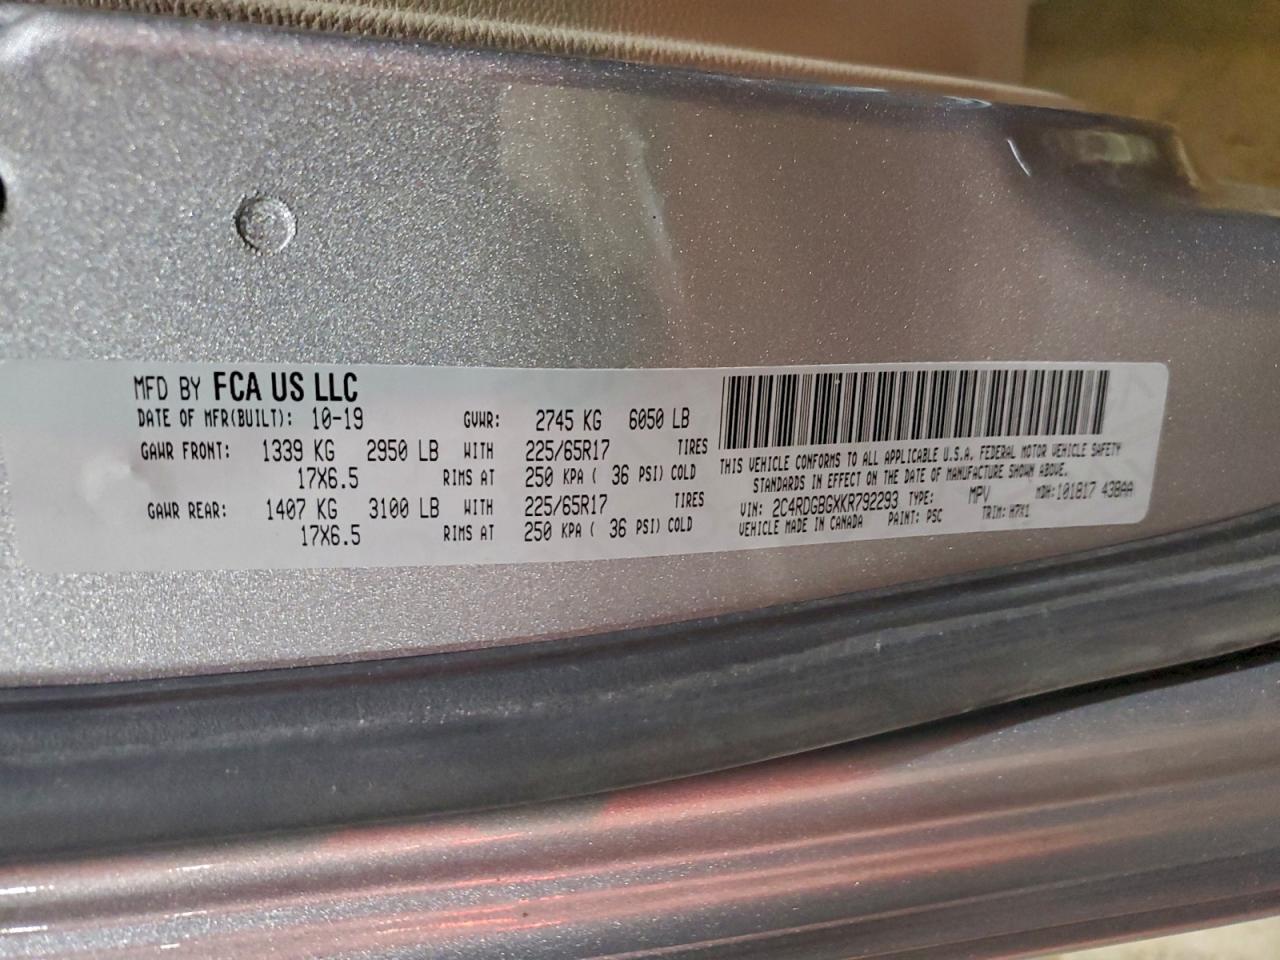 MFD BY FCA US LLC
DATE OF MFR(BUILT): 10-19 GVWR: 2745 KG 6050 LB
GAWR FRONT: 1339 KG 2950 LB WITH 225/65R17 TIRES
17X6.5 RIMS AT 250 KPA ( 36 PSI) COLD
GAWR REAR: 1407 KG 3100 LB WITH 225/65R17 TIRES
17X6.5 RIMS AT 250 KPA ( 36 PSI) COLD
THIS VEHICLE CONFORMS TO ALL APPLICABLE U.S.A. FEDERAL MOTOR VEHICLE SAFETY
STANDARDS IN EFFECT ON THE DATE OF MANUFACTURE SHOWN ABOVE.
VIN: 2C4RDGBGXKR792293 TYPE: MPV MDH:101817 438AA
VEHICLE MADE IN CANADA PAINT: PSC TRIM: